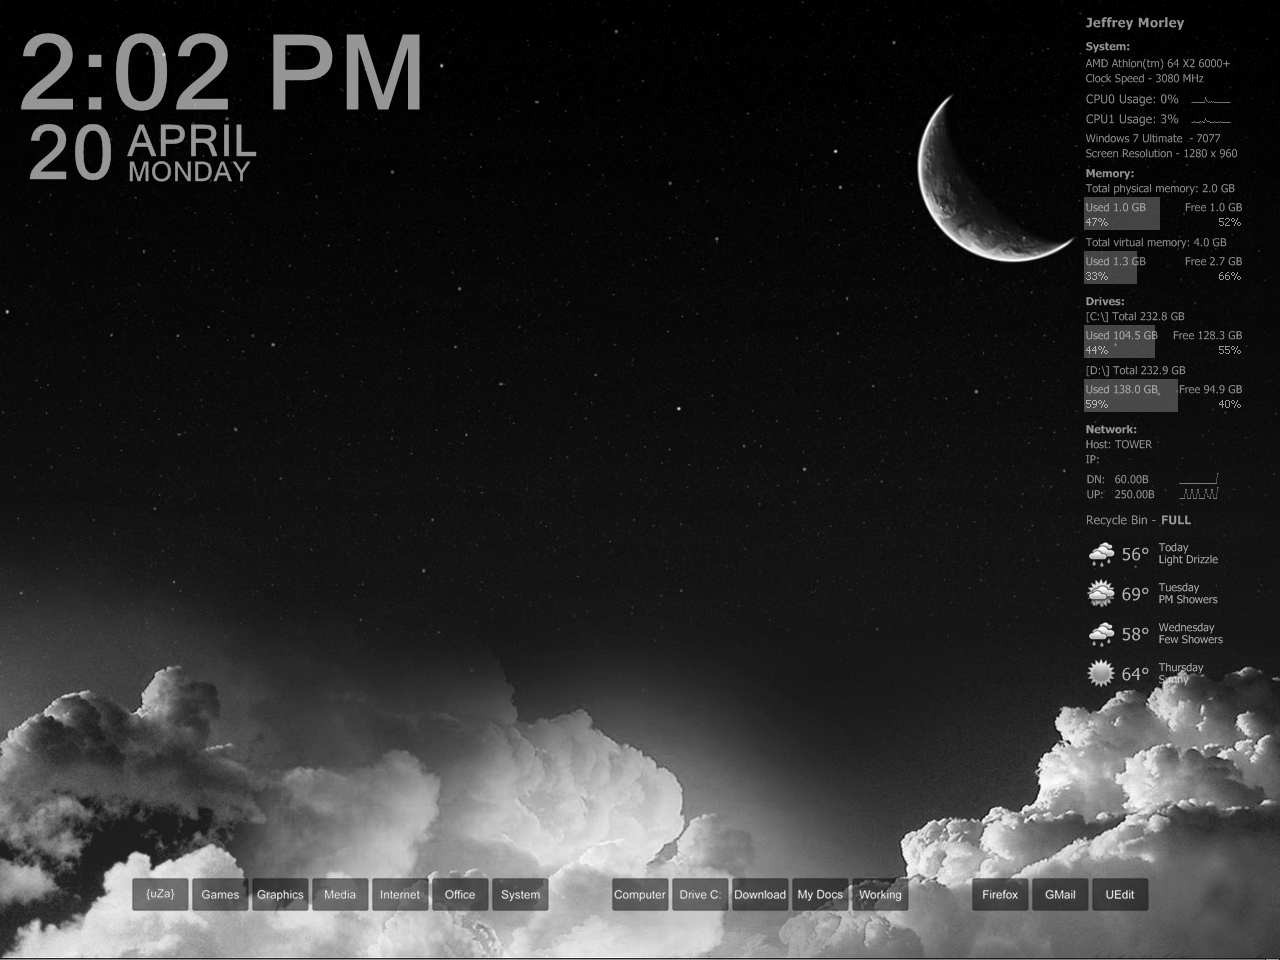 2:02 PM
20 APRIL
MONDAY
Jeffrey Morley
System:
AMD Athlon(tm) 64 X2 6000+
Clock Speed - 3080 MHz
CPU0 Usage: 0%
CPU1 Usage: 3%
Windows 7 Ultimate - 7077
Screen Resolution - 1280 x 960
Memory:
Total physical memory: 2.0 GB
Used 1.0 GB Free 1.0 GB
47% 52%
Total virtual memory: 4.0 GB
Used 1.3 GB Free 2.7 GB
33% 66%
Drives:
[C:\] Total 232.8 GB
Used 104.5 GB Free 128.3 GB
44% 55%
[D:\] Total 232.9 GB
Used 138.0 GB Free 94.9 GB
59% 40%
Network:
Host: TOWER
IP:
DN: 60.00B
UP: 250.00B
Recycle Bin - FULL
56° Today
Light Drizzle
69° Tuesday
PM Showers
58° Wednesday
Few Showers
64° Thursday
Sunny
{uZa} Games Graphics Media Internet Office System Computer Drive C: Download My Docs Working Firefox GMail UEdit